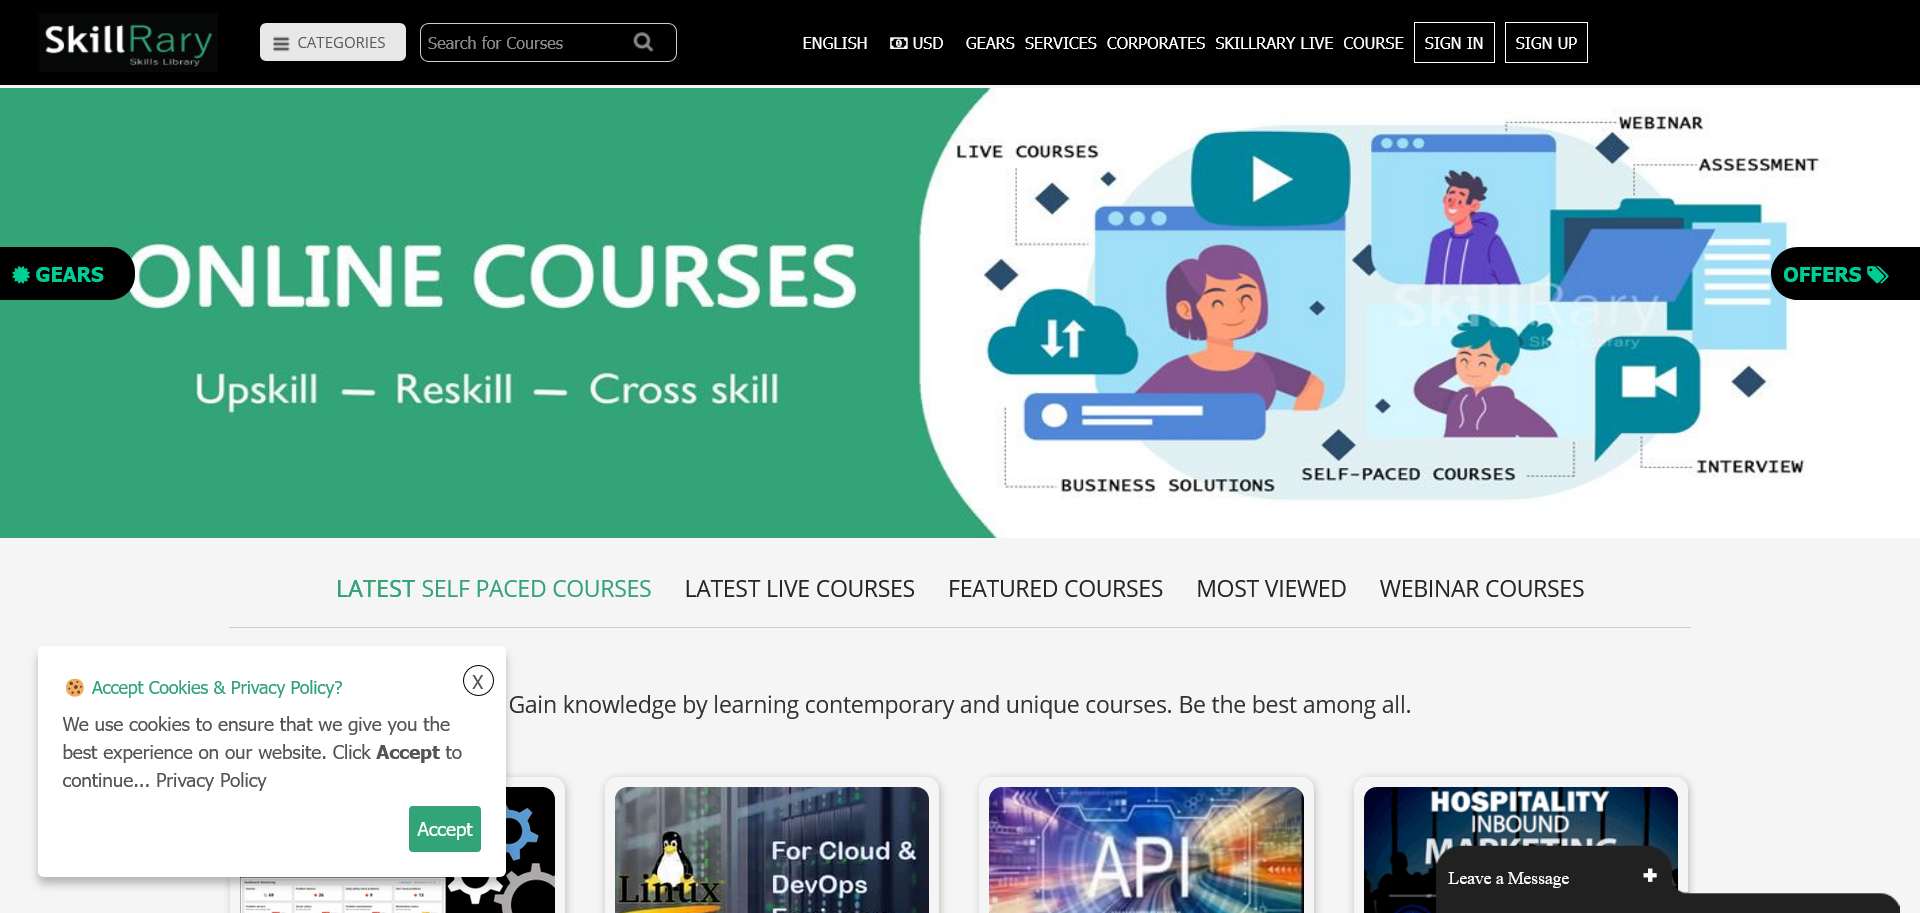 SkillRary
Skills Library
CATEGORIES
Search for Courses
ENGLISH
USD
GEARS
SERVICES
CORPORATES
SKILLRARY LIVE
COURSE
SIGN IN
SIGN UP
WEBINAR
LIVE COURSES
ASSESSMENT
ONLINE COURSES
GEARS
OFFERS
SkillRary
Skills Library
Upskill — Reskill — Cross skill
INTERVIEW
SELF-PACED COURSES
BUSINESS SOLUTIONS
LATEST SELF PACED COURSES
LATEST LIVE COURSES
FEATURED COURSES
MOST VIEWED
WEBINAR COURSES
Accept Cookies & Privacy Policy?
X
We use cookies to ensure that we give you the
best experience on our website. Click Accept to
continue... Privacy Policy
Accept
Gain knowledge by learning contemporary and unique courses. Be the best among all.
For Cloud &
DevOps
Linux
API
HOSPITALITY
INBOUND
MARKETING
Leave a Message